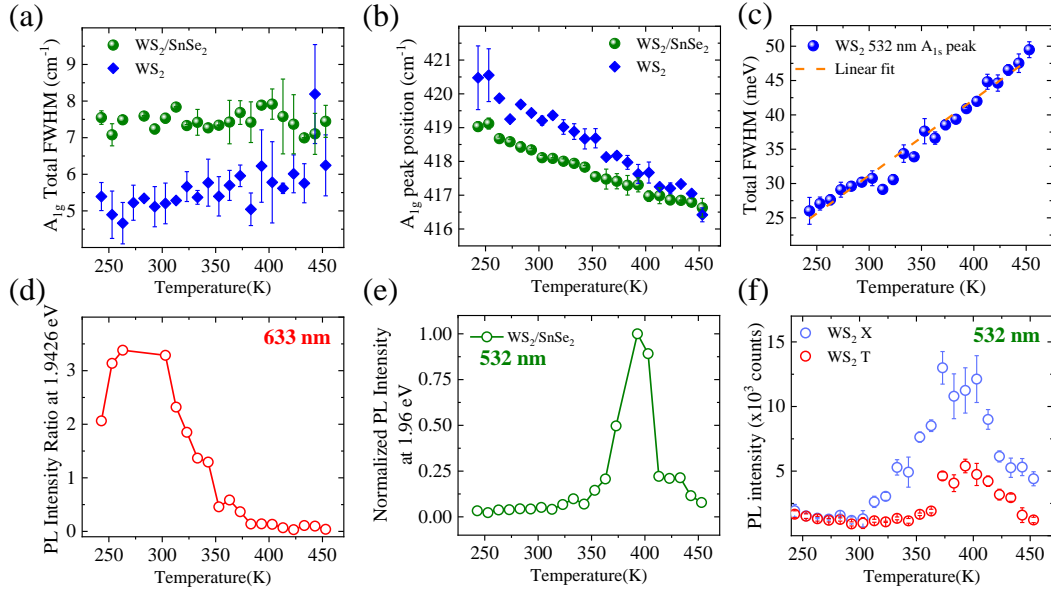 (a)
A1g Total FWHM (cm-1)
9
8
7
6
5
WS2/SnSe2
WS2
250 300 350 400 450
Temperature(K)
(b)
A1g peak position (cm-1)
421
420
419
418
417
416
WS2/SnSe2
WS2
250 300 350 400 450
Temperature(K)
(c)
Total FWHM (meV)
50
45
40
35
30
25
WS2 532 nm A1s peak
Linear fit
250 300 350 400 450
Temperature (K)
(d)
PL Intensity Ratio at 1.9426 eV
4
3
2
1
0
633 nm
250 300 350 400 450
Temperature(K)
(e)
Normalized PL Intensity
at 1.96 eV
1.00
0.75
0.50
0.25
0.00
WS2/SnSe2
532 nm
250 300 350 400 450
Temperature(K)
(f)
PL intensity (x10³ counts)
15
10
5
0
WS2 X
WS2 T
532 nm
250 300 350 400 450
Temperature(K)